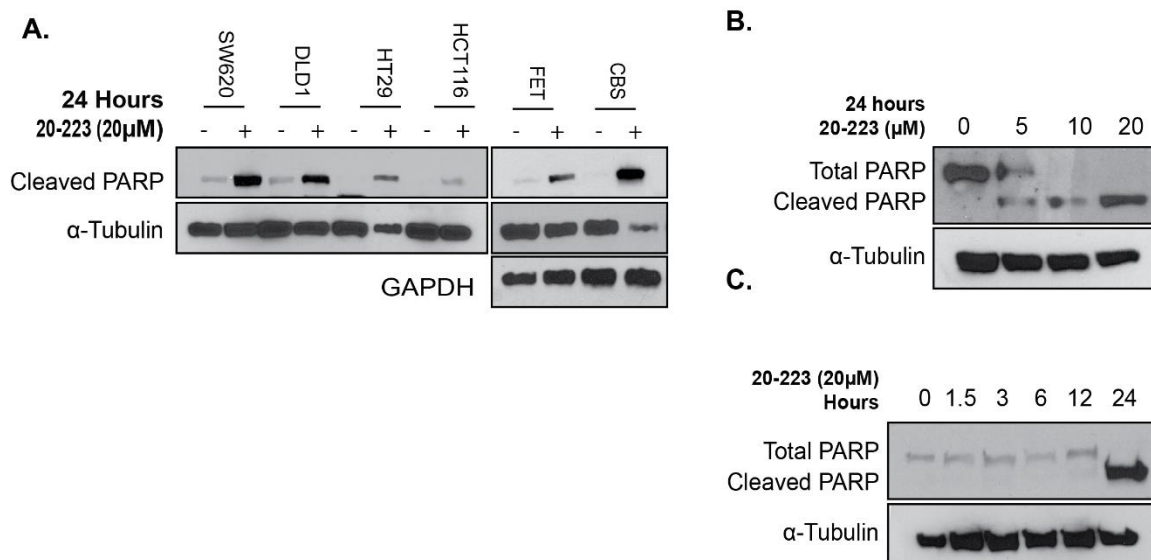 A.
SW620 DLD1 HT29 HCT116 FET CBS
24 Hours
20-223 (20μM) - + - + - + - + - + - +
Cleaved PARP
α-Tubulin
GAPDH
B.
24 hours
20-223 (μM) 0 5 10 20
Total PARP
Cleaved PARP
α-Tubulin
C.
20-223 (20μM)
Hours 0 1.5 3 6 12 24
Total PARP
Cleaved PARP
α-Tubulin